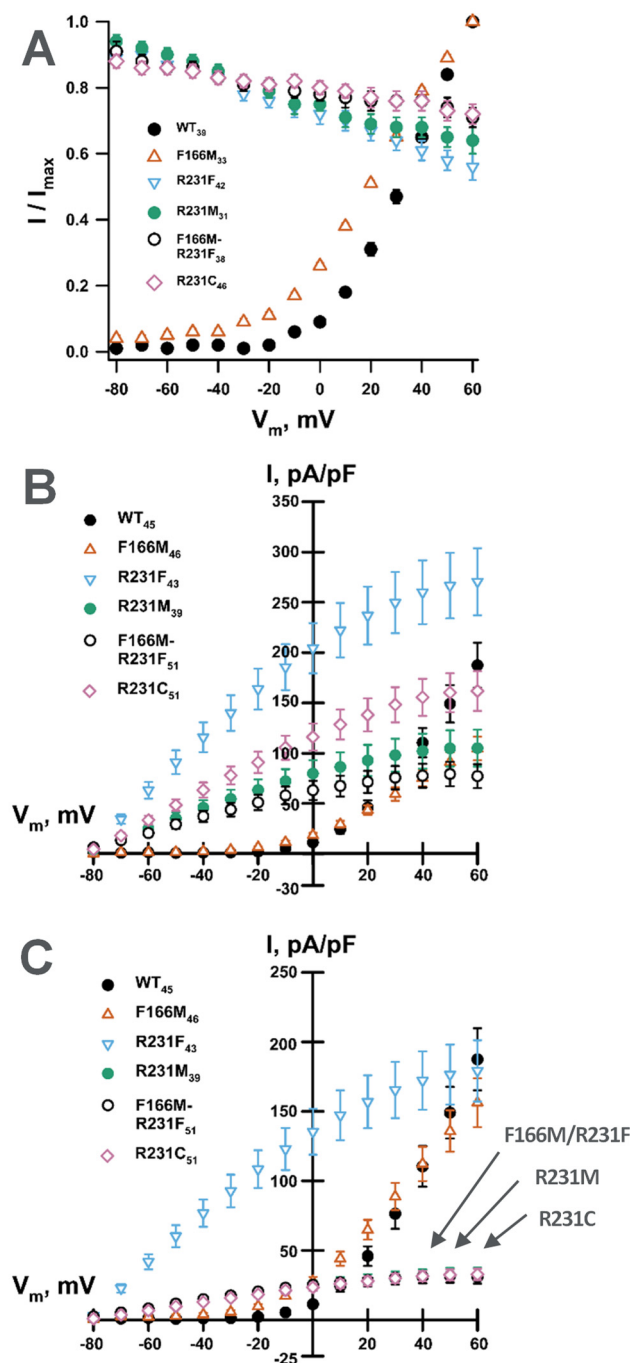 A
I / Imax
1.0
0.8
0.6
0.4
0.2
0.0
WT38
F166M33
R231F42
R231M31
F166M-
R231F38
R231C46
-80 -60 -40 -20 0 20 40 60
Vm, mV
B
I, pA/pF
350
300
250
200
150
100
50
-30
WT45
F166M46
R231F43
R231M39
F166M-
R231F51
R231C51
Vm, mV
-80 -60 -40 -20 20 40 60
C
I, pA/pF
250
200
150
100
50
-25
WT45
F166M46
R231F43
R231M39
F166M-
R231F51
R231C51
F166M/R231F
R231M
R231C
Vm, mV
-80 -60 -40 -20 20 40 60